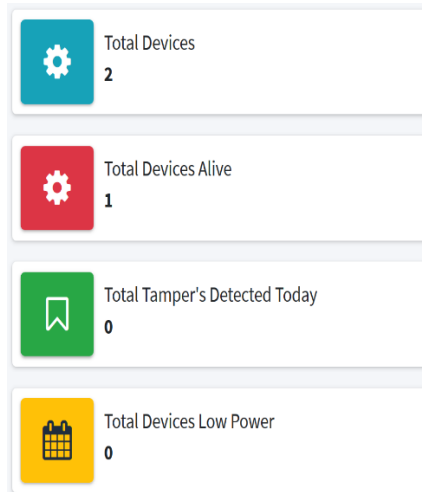 Total Devices
2
Total Devices Alive
1
Total Tamper's Detected Today
0
Total Devices Low Power
0